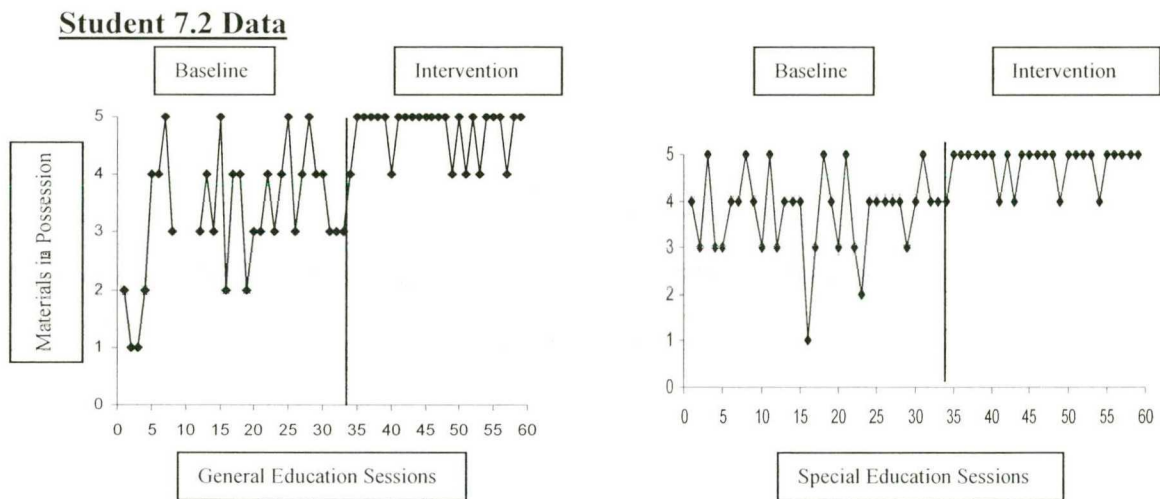 Student 7.2 Data
Baseline
Intervention
Materials in Possession
5
4
3
2
1
0
0 5 10 15 20 25 30 35 40 45 50 55 60
General Education Sessions
Baseline
Intervention
5
4
3
2
1
0
0 5 10 15 20 25 30 35 40 45 50 55 60
Special Education Sessions